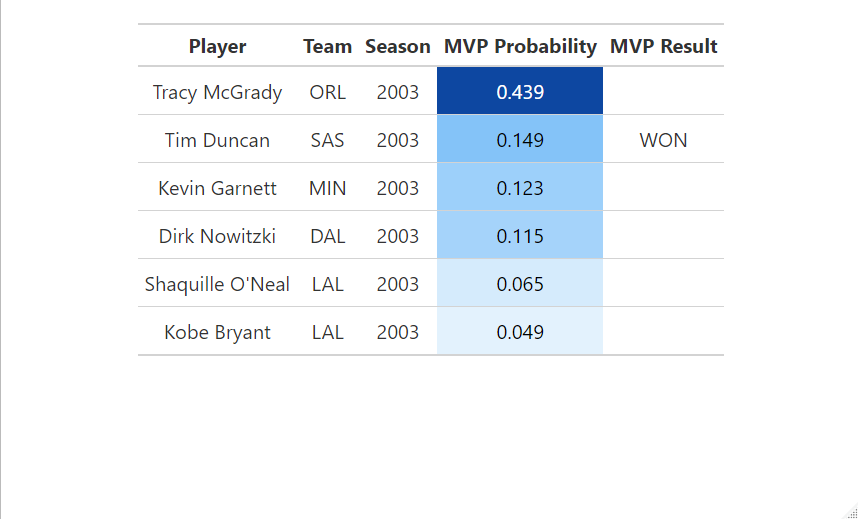 Player Team Season MVP Probability MVP Result
Tracy McGrady ORL 2003 0.439
Tim Duncan SAS 2003 0.149 WON
Kevin Garnett MIN 2003 0.123
Dirk Nowitzki DAL 2003 0.115
Shaquille O'Neal LAL 2003 0.065
Kobe Bryant LAL 2003 0.049